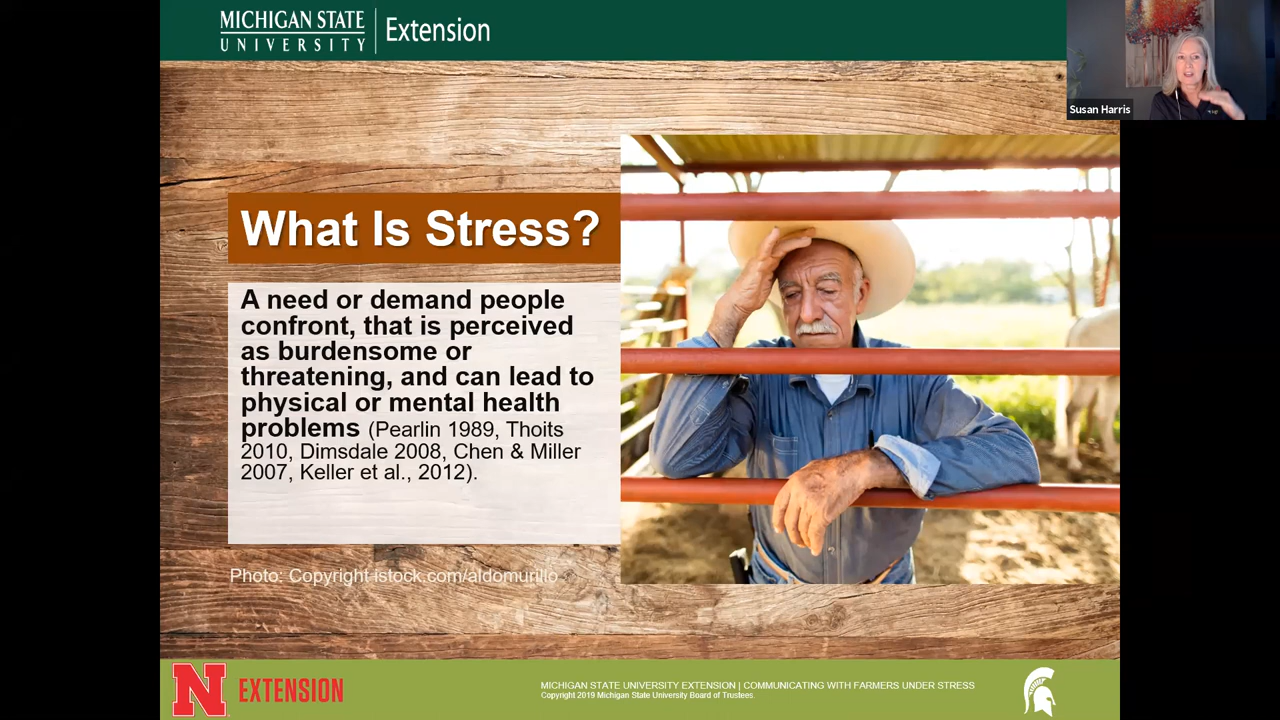 MICHIGAN STATE
UNIVERSITY
Extension
Susan Harris
What Is Stress?
A need or demand people
confront, that is perceived
as burdensome or
threatening, and can lead to
physical or mental health
problems (Pearlin 1989, Thoits
2010, Dimsdale 2008, Chen & Miller
2007, Keller et al., 2012).
Photo: Copyright istock.com/aldomurillo
N EXTENSION
MICHIGAN STATE UNIVERSITY EXTENSION | COMMUNICATING WITH FARMERS UNDER STRESS
Copyright 2019 Michigan State University Board of Trustees.